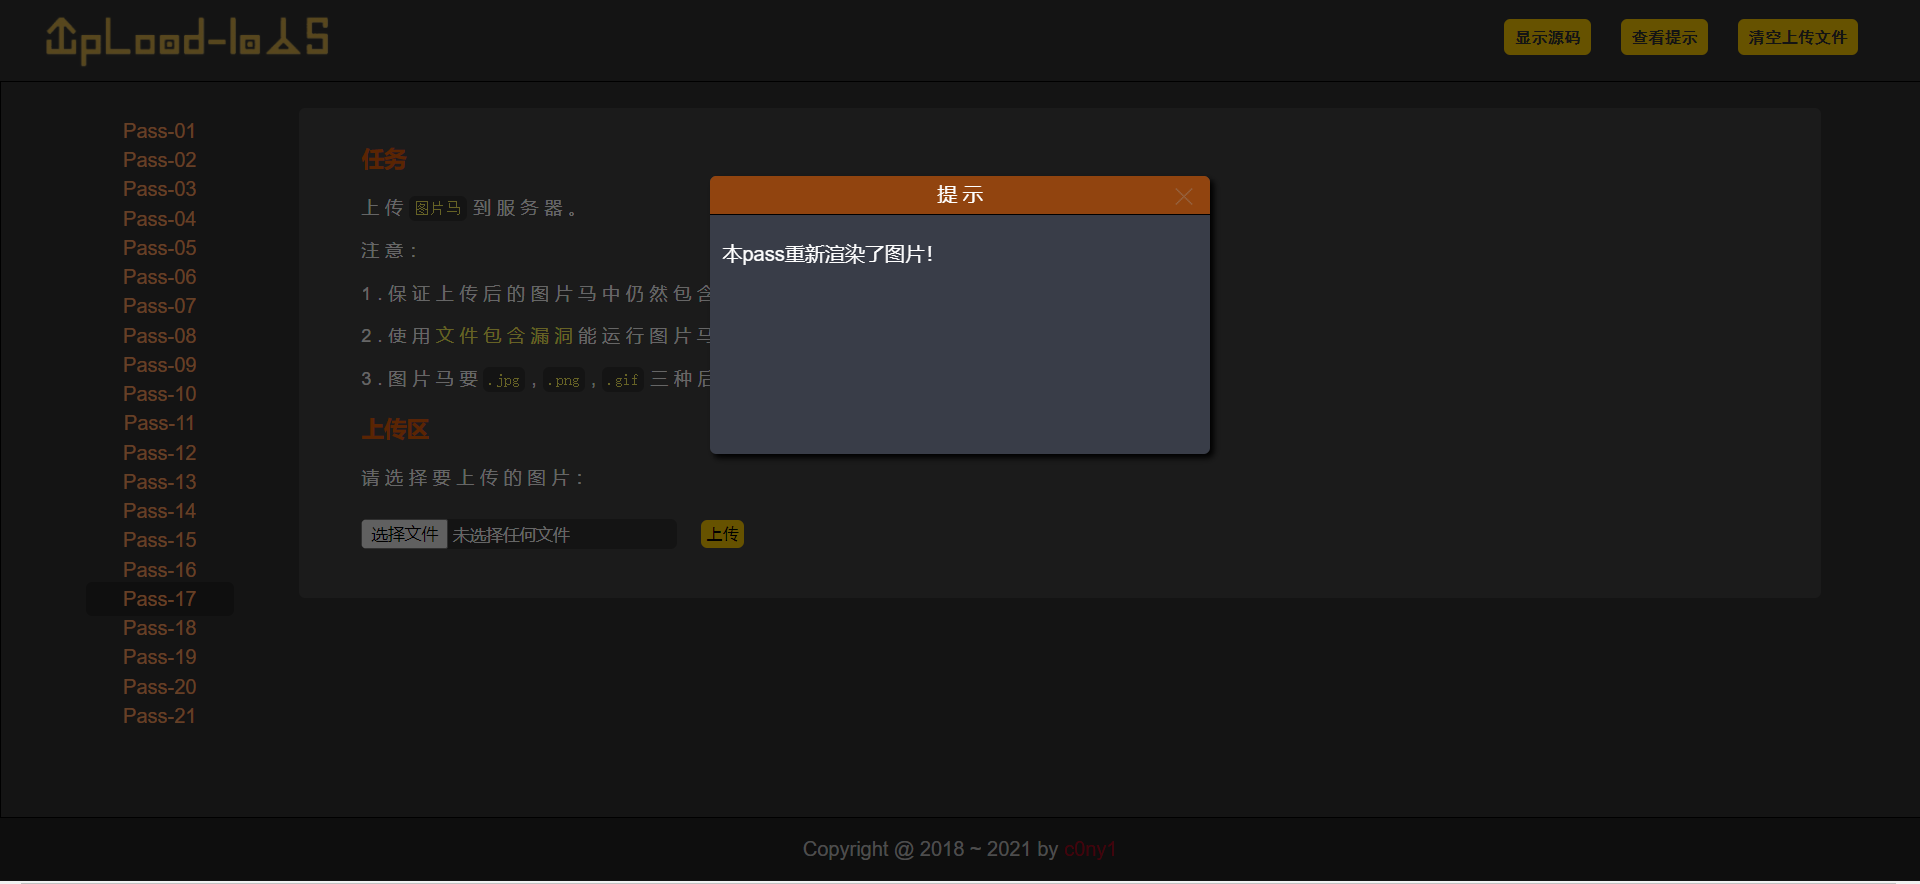 UpLoad-labs
显示源码 查看提示 清空上传文件
Pass-01
Pass-02
Pass-03
Pass-04
Pass-05
Pass-06
Pass-07
Pass-08
Pass-09
Pass-10
Pass-11
Pass-12
Pass-13
Pass-14
Pass-15
Pass-16
Pass-17
Pass-18
Pass-19
Pass-20
Pass-21
任务
上传 图片马 到服务器。
注意：
1.保证上传后的图片马中仍然包含
2.使用文件包含漏洞能运行图片马
3.图片马要 .jpg , .png , .gif 三种后
上传区
请选择要上传的图片：
选择文件 未选择任何文件 上传
提示
本pass重新渲染了图片！
Copyright @ 2018 ~ 2021 by c0ny1